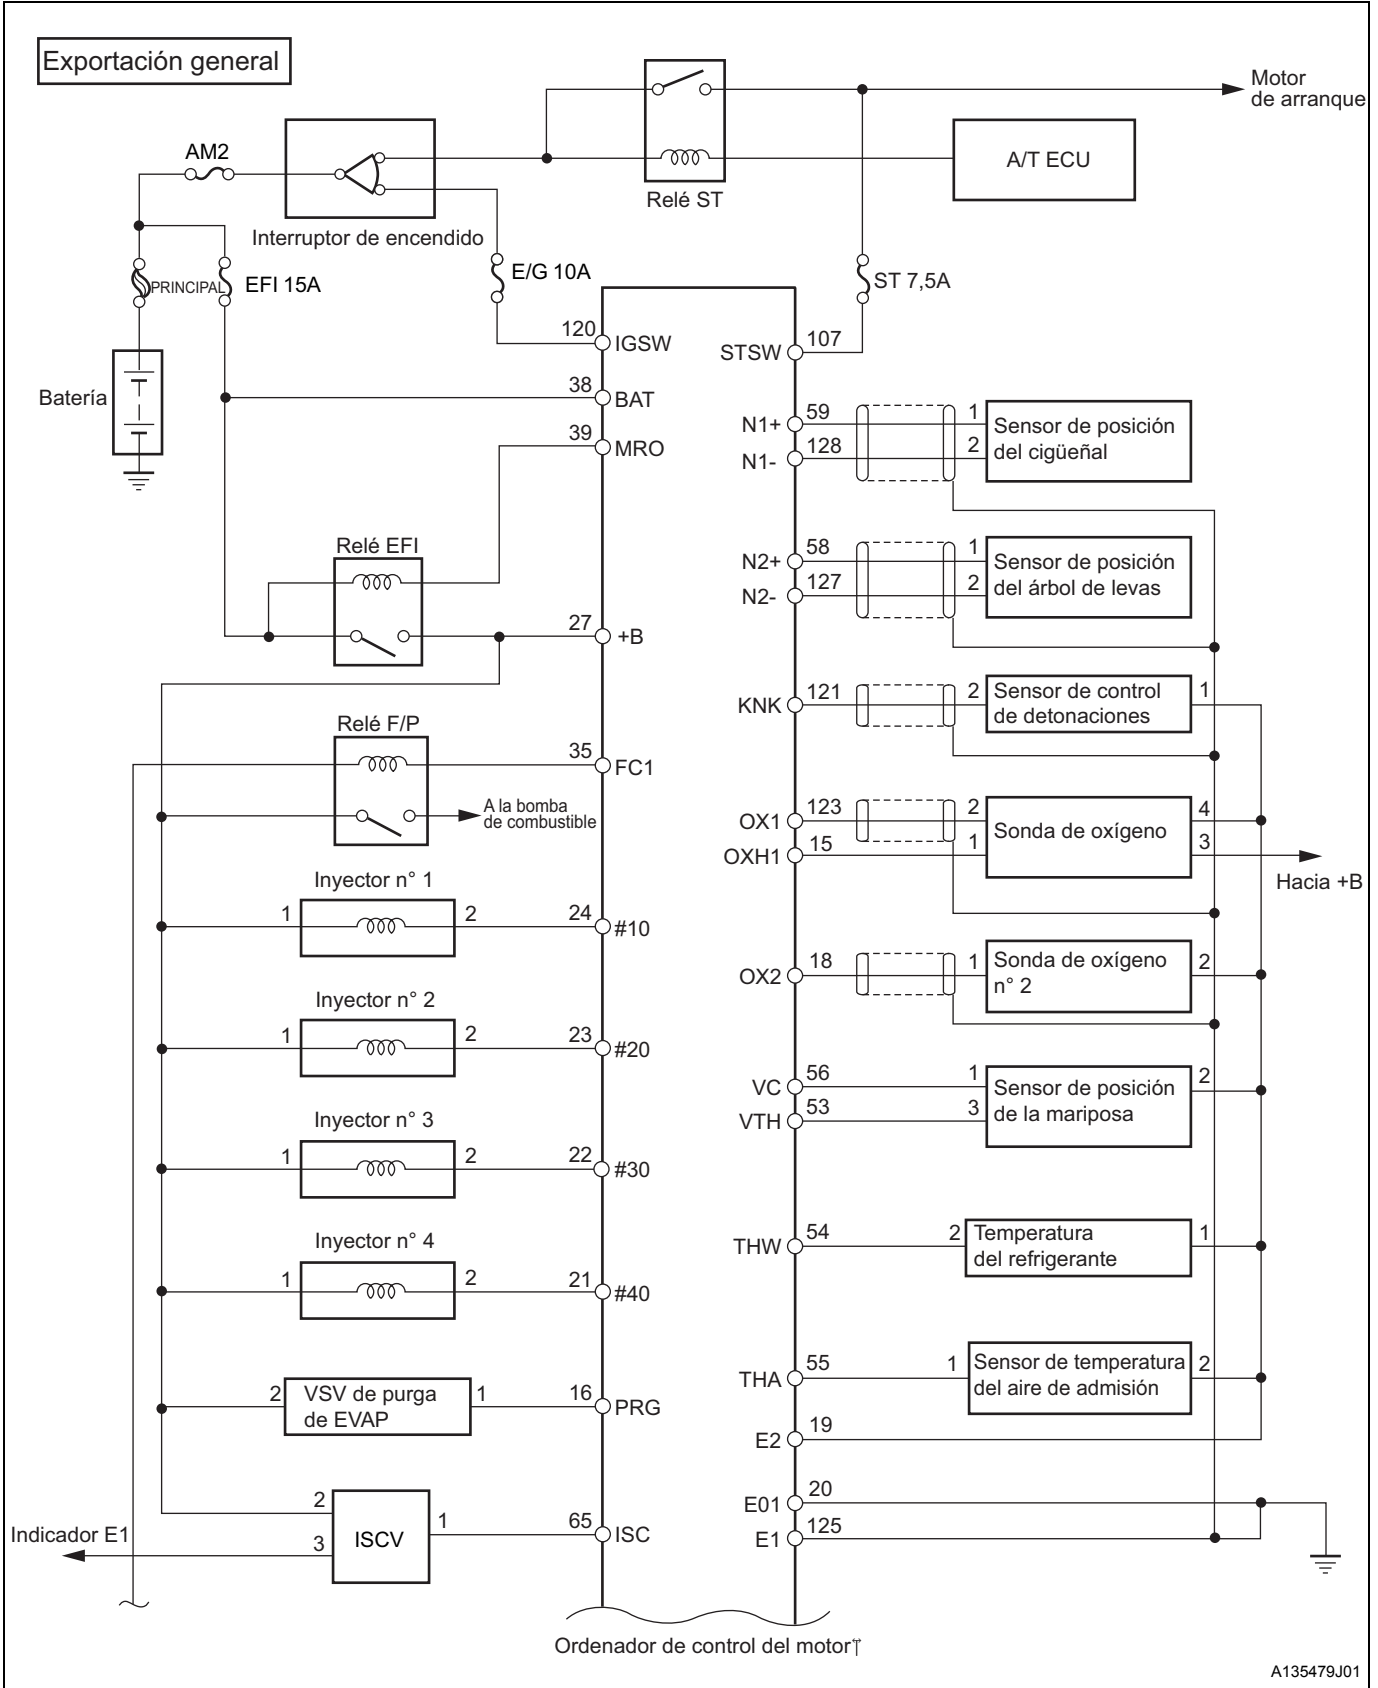 Exportación general
Motor
de arranque
AM2
A/T ECU
Relé ST
Interruptor de encendido
PRINCIPAL
EFI 15A
E/G 10A
ST 7,5A
Batería
120
IGSW
38
BAT
39
MRO
Relé EFI
27
+B
Relé F/P
35
FC1
A la bomba
de combustible
Inyector n° 1
1
2
24
#10
Inyector n° 2
1
2
23
#20
Inyector n° 3
1
2
22
#30
Inyector n° 4
1
2
21
#40
2
VSV de purga
de EVAP
1
16
PRG
2
3
ISCV
1
65
ISC
Indicador E1
STSW
107
N1+
59
1
N1-
128
2
Sensor de posición
del cigüeñal
N2+
58
1
N2-
127
2
Sensor de posición
del árbol de levas
KNK
121
2
Sensor de control
de detonaciones
1
OX1
123
2
OXH1
15
1
Sonda de oxígeno
4
3
Hacia +B
OX2
18
1
Sonda de oxígeno
n° 2
2
VC
56
1
VTH
53
3
Sensor de posición
de la mariposa
2
THW
54
2
Temperatura
del refrigerante
1
THA
55
1
Sensor de temperatura
del aire de admisión
2
E2
19
E01
20
E1
125
Ordenador de control del motor
A135479J01